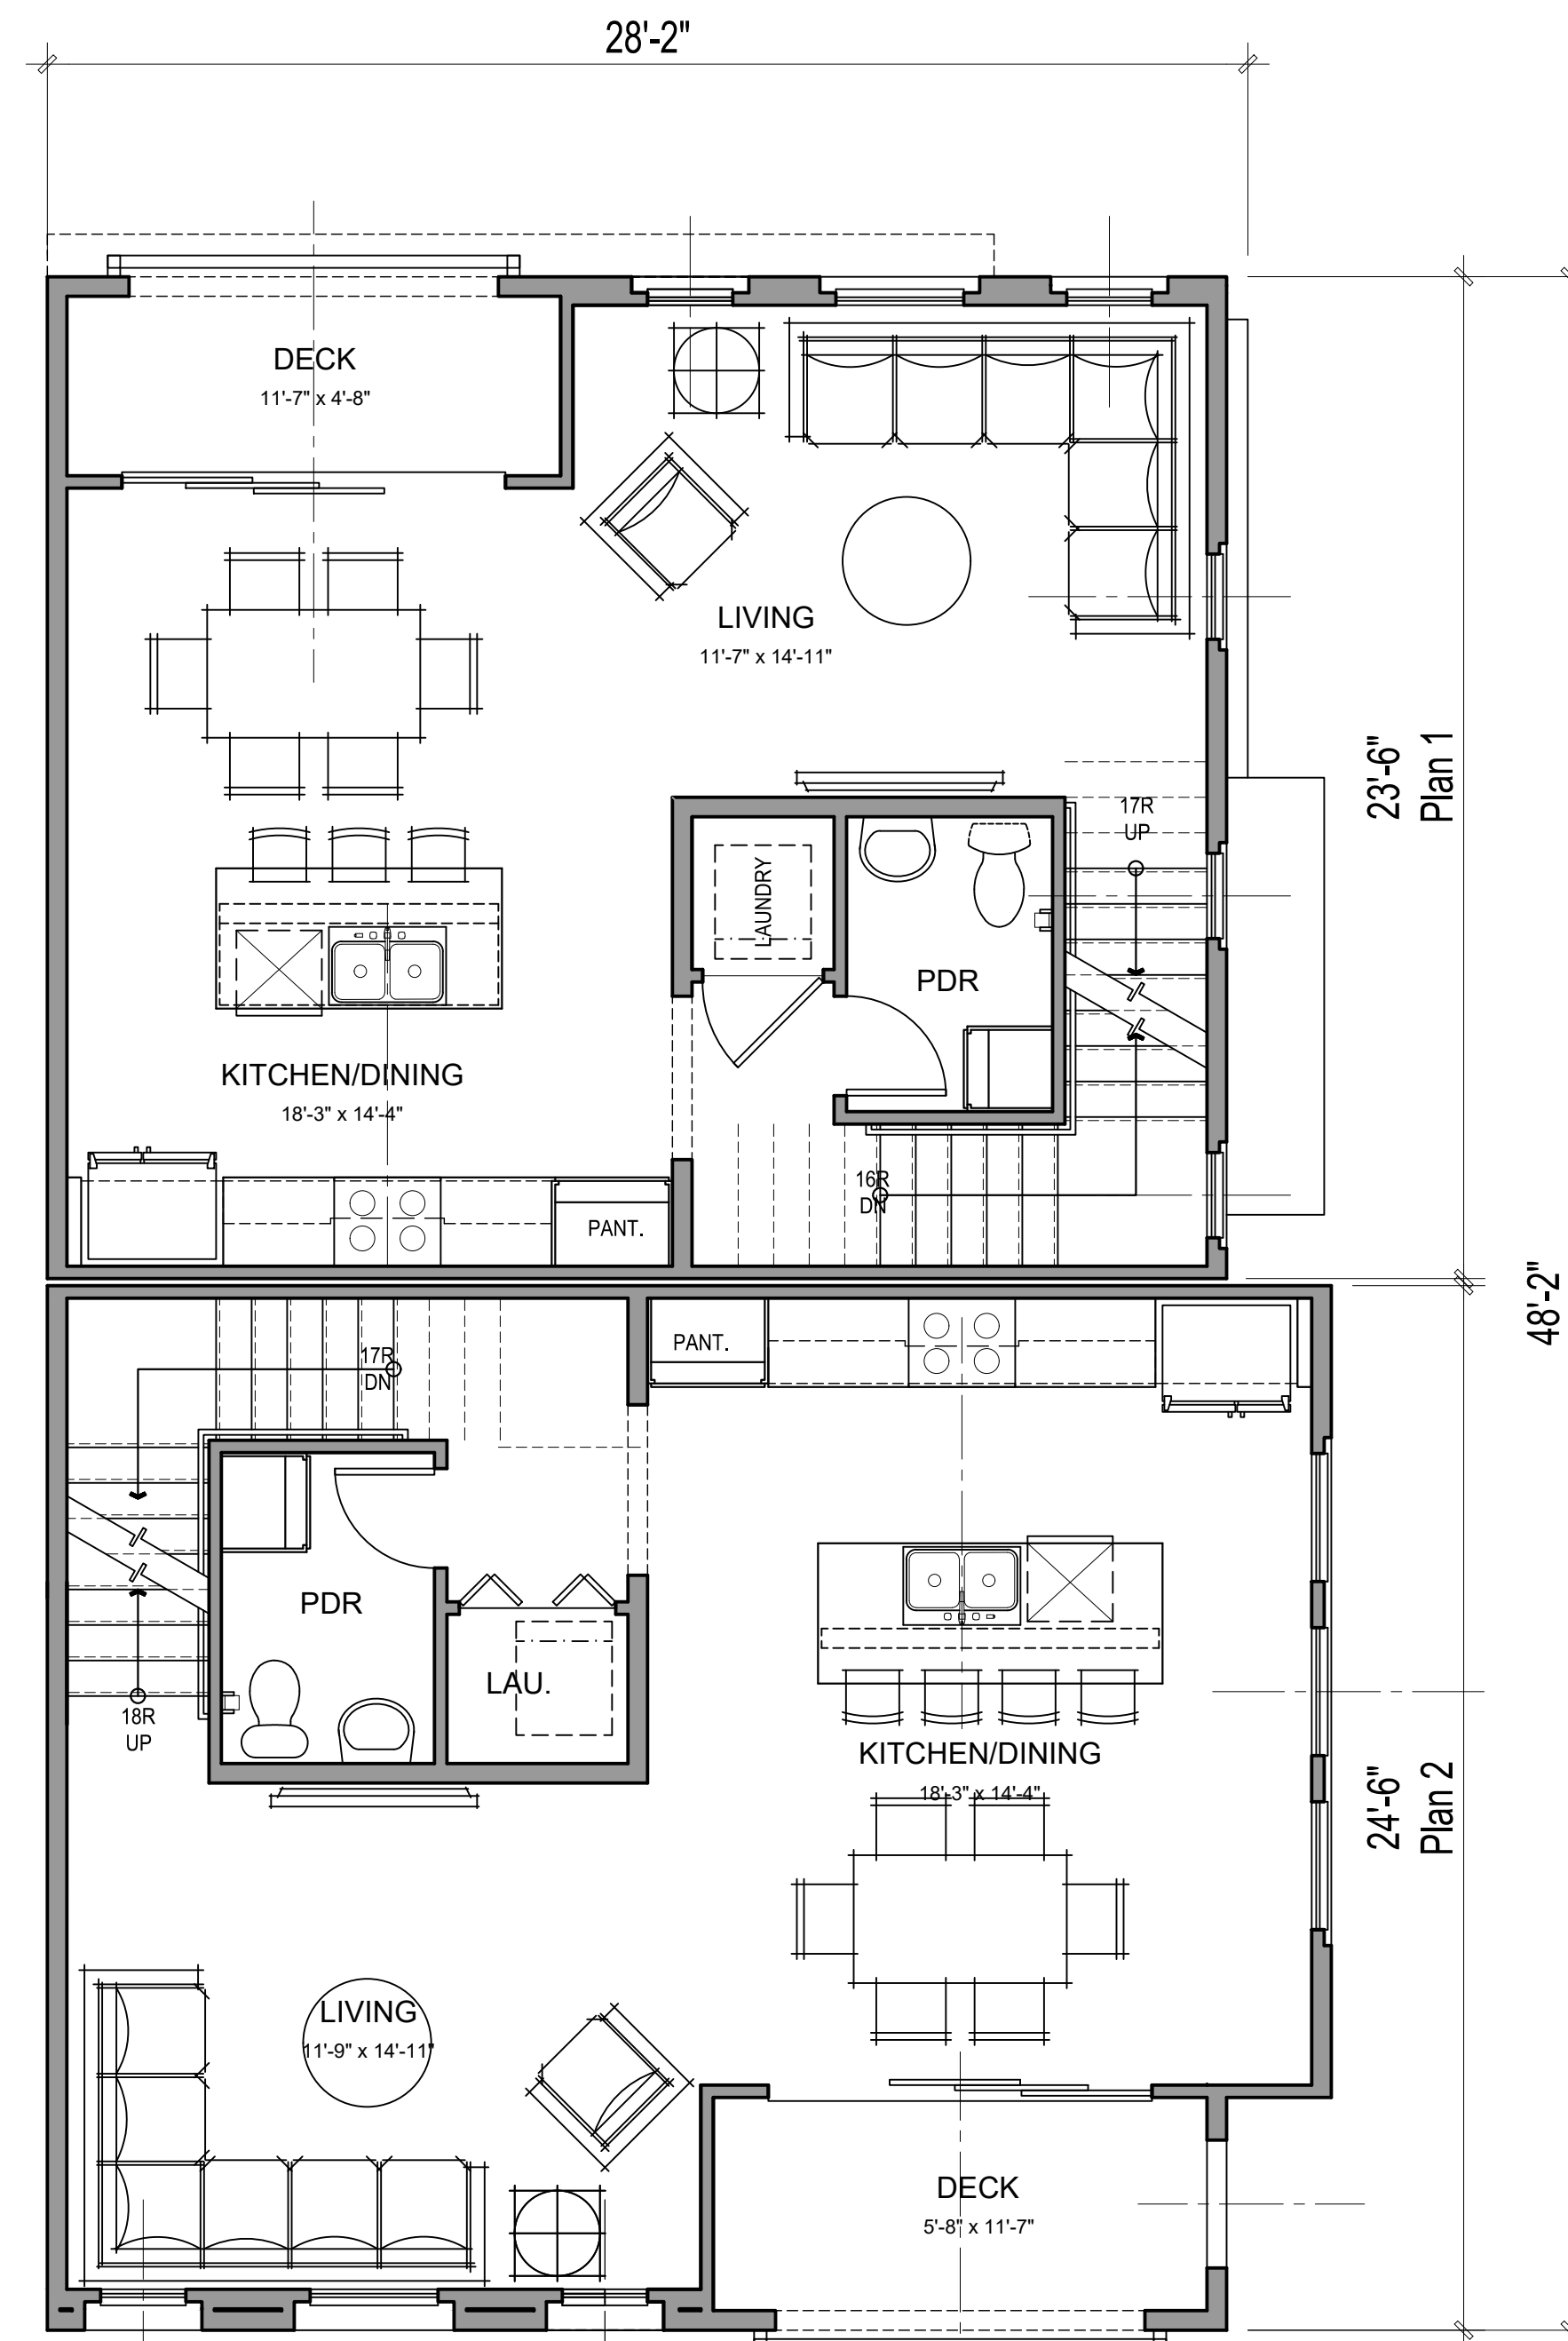 28'-2"
DECK
11'-7" x 4'-8"
LIVING
11'-7" x 14'-11"
23'-6"
Plan 1
17R
UP
LAUNDRY
PDR
KITCHEN/DINING
18'-3" x 14'-4"
16R
DN
PANT.
48'-2"
PANT.
17R
DN
PDR
LAU.
18R
UP
KITCHEN/DINING
18'-3" x 14'-4"
24'-6"
Plan 2
LIVING
11'-9" x 14'-11"
DECK
5'-8" x 11'-7"